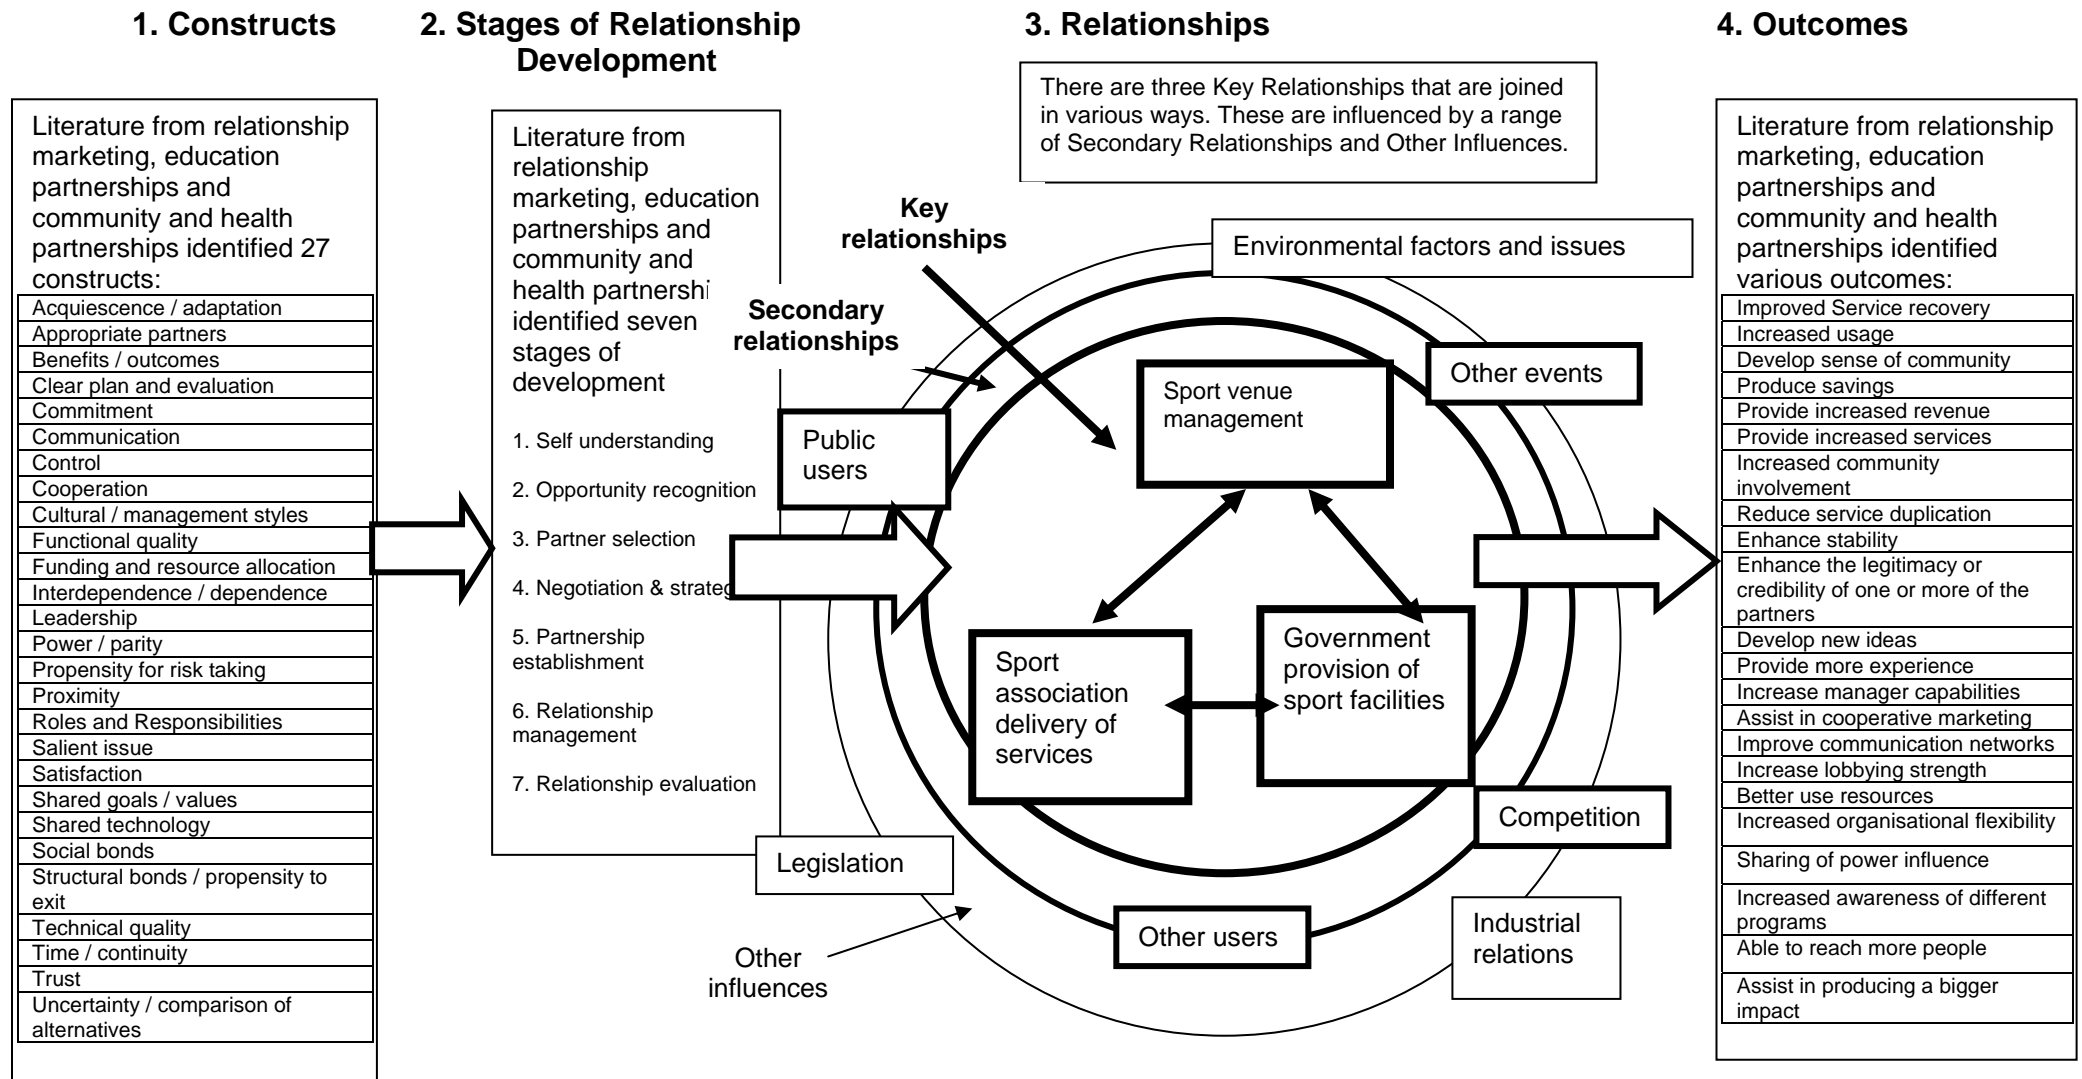 1. Constructs
Literature from relationship
marketing, education
partnerships and
community and health
partnerships identified 27
constructs:
Acquiescence / adaptation
Appropriate partners
Benefits / outcomes
Clear plan and evaluation
Commitment
Communication
Control
Cooperation
Cultural / management styles
Functional quality
Funding and resource allocation
Interdependence / dependence
Leadership
Power / parity
Propensity for risk taking
Proximity
Roles and Responsibilities
Salient issue
Satisfaction
Shared goals / values
Shared technology
Social bonds
Structural bonds / propensity to
exit
Technical quality
Time / continuity
Trust
Uncertainty / comparison of
alternatives
2. Stages of Relationship
Development
Literature from
relationship
marketing, education
partnerships and
community and
health partnershi
identified seven
stages of
development
1. Self understanding
2. Opportunity recognition
3. Partner selection
4. Negotiation & strateg
5. Partnership
establishment
6. Relationship
management
7. Relationship evaluation
3. Relationships
There are three Key Relationships that are joined
in various ways. These are influenced by a range
of Secondary Relationships and Other Influences.
Key
relationships
Secondary
relationships
Environmental factors and issues
Other events
Public
users
Sport venue
management
Sport
association
delivery of
services
Government
provision of
sport facilities
Competition
Legislation
Other users
Industrial
relations
Other
influences
4. Outcomes
Literature from relationship
marketing, education
partnerships and
community and health
partnerships identified
various outcomes:
Improved Service recovery
Increased usage
Develop sense of community
Produce savings
Provide increased revenue
Provide increased services
Increased community
involvement
Reduce service duplication
Enhance stability
Enhance the legitimacy or
credibility of one or more of the
partners
Develop new ideas
Provide more experience
Increase manager capabilities
Assist in cooperative marketing
Improve communication networks
Increase lobbying strength
Better use resources
Increased organisational flexibility
Sharing of power influence
Increased awareness of different
programs
Able to reach more people
Assist in producing a bigger
impact